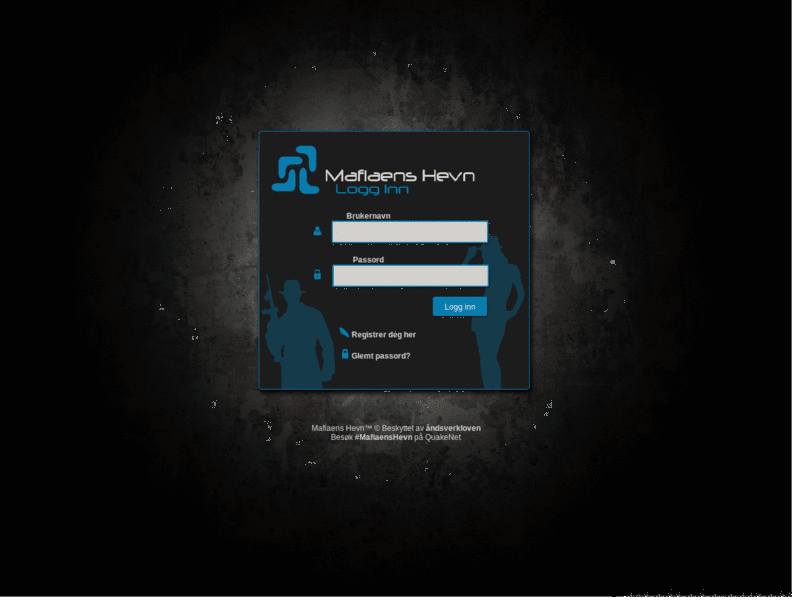 Mafiaens Hevn
Logg Inn
Brukernavn
Passord
Logg inn
Registrer deg her
Glemt passord?
Mafiaens Hevn™ © Beskyttet av åndsverkloven
Besøk #MafiaensHevn på QuakeNet